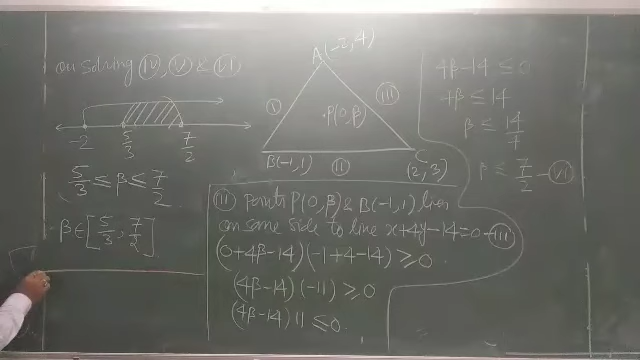 on solving (iv), (v) & (vi),
-2 5/3 7/2
5/3 ≤ β ≤ 7/2
β ∈ [5/3, 7/2]
A(-2,4)
(v) (iii)
.P(0,β)
B(-1,1) (ii) C(2,3)
(iii) points P(0,β) & B(-1,1) lies
on same side to line x+4y-14=0-(iii)
(0+4β-14)(-1+4-14) ≥ 0
(4β-14)(-11) ≥ 0
(4β-14) 11 ≤ 0.
4β-14 ≤ 0
4β ≤ 14
β ≤ 14/4
β ≤ 7/2 -(vi)